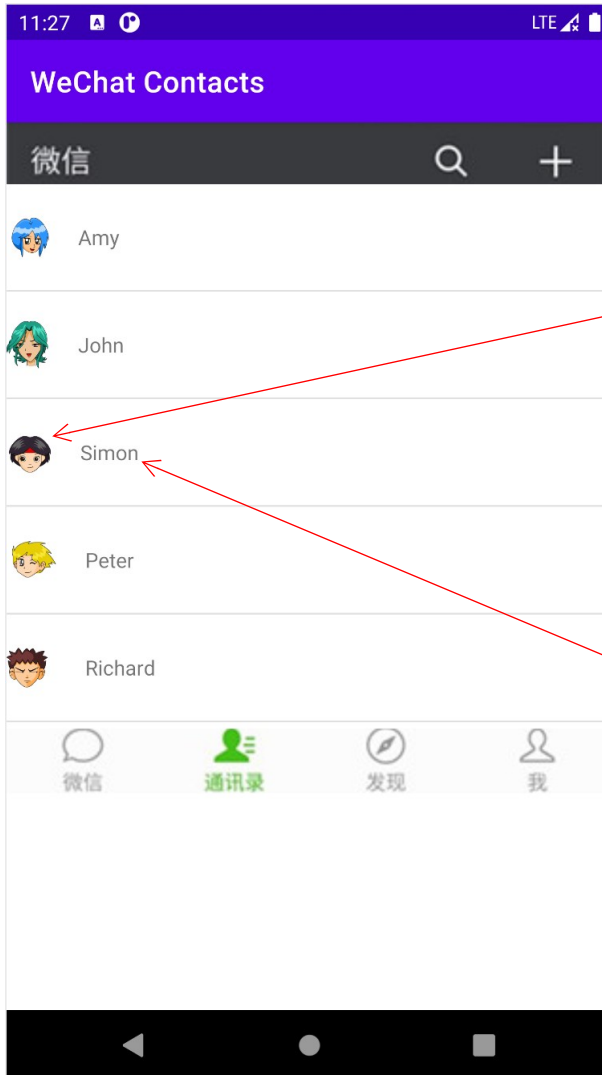 11:27 A LTE
WeChat Contacts
微信
Amy
John
Simon
Peter
Richard
微信 通讯录 发现 我